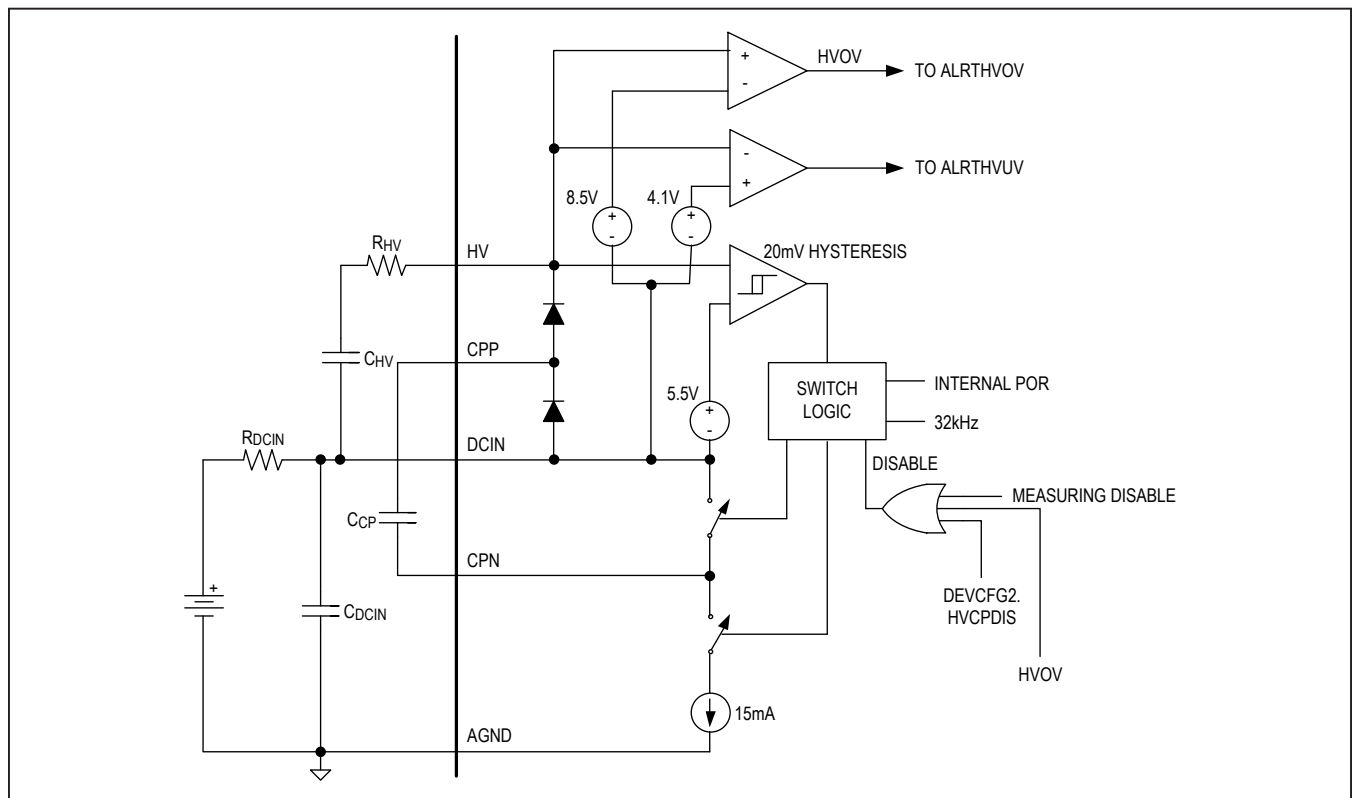 HVOV
TO ALRTHVOV
+
-
-
+
TO ALRTHVUV
8.5V
4.1V
+
-
+
-
RHV
HV
20mV HYSTERESIS
CHV
CPP
5.5V
+
-
SWITCH
LOGIC
INTERNAL POR
32kHz
RDCIN
DCIN
DISABLE
MEASURING DISABLE
CCP
CPN
+
CDCIN
DEVCFG2.
HVCPDIS
HVOV
15mA
AGND